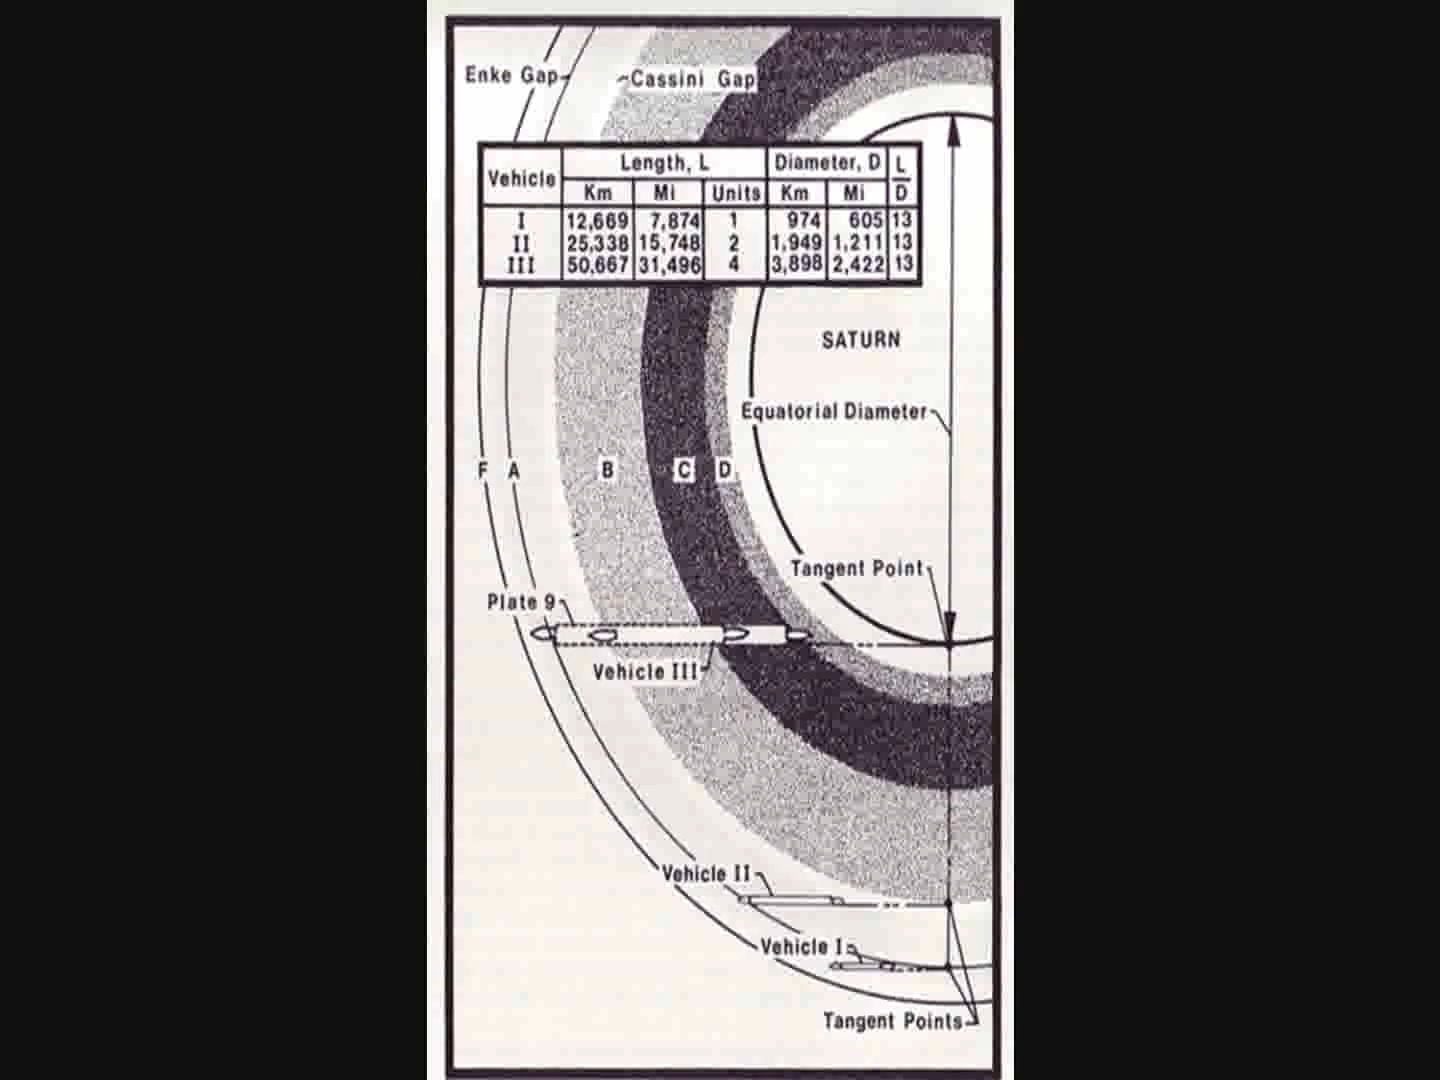 Enke Gap
Cassini Gap
Vehicle Length, L Diameter, D L
Km Mi Units Km Mi D
I 12,669 7,874 1 974 605 13
II 25,338 15,748 2 1,949 1,211 13
III 50,667 31,496 4 3,898 2,422 13
SATURN
Equatorial Diameter
F A B C D
Tangent Point
Plate 9
Vehicle III
Vehicle II
Vehicle I
Tangent Points